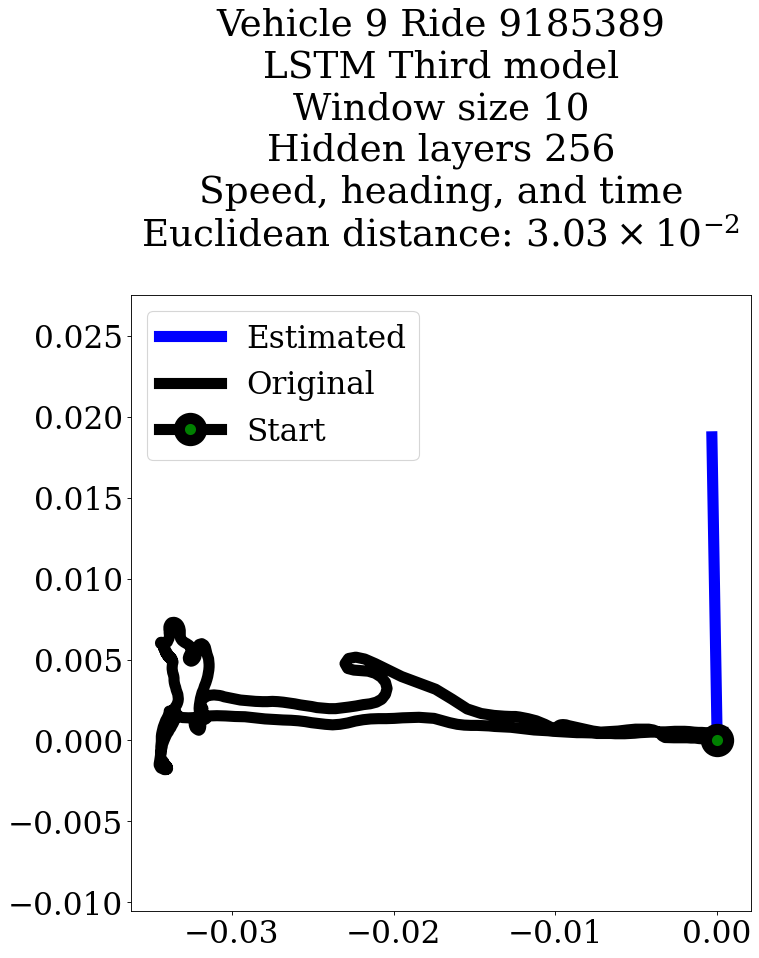 Vehicle 9 Ride 9185389
LSTM Third model
Window size 10
Hidden layers 256
Speed, heading, and time
Euclidean distance: 3.03 × 10⁻²
0.025
0.020
0.015
0.010
0.005
0.000
−0.005
−0.010
Estimated
Original
Start
−0.03 −0.02 −0.01 0.00